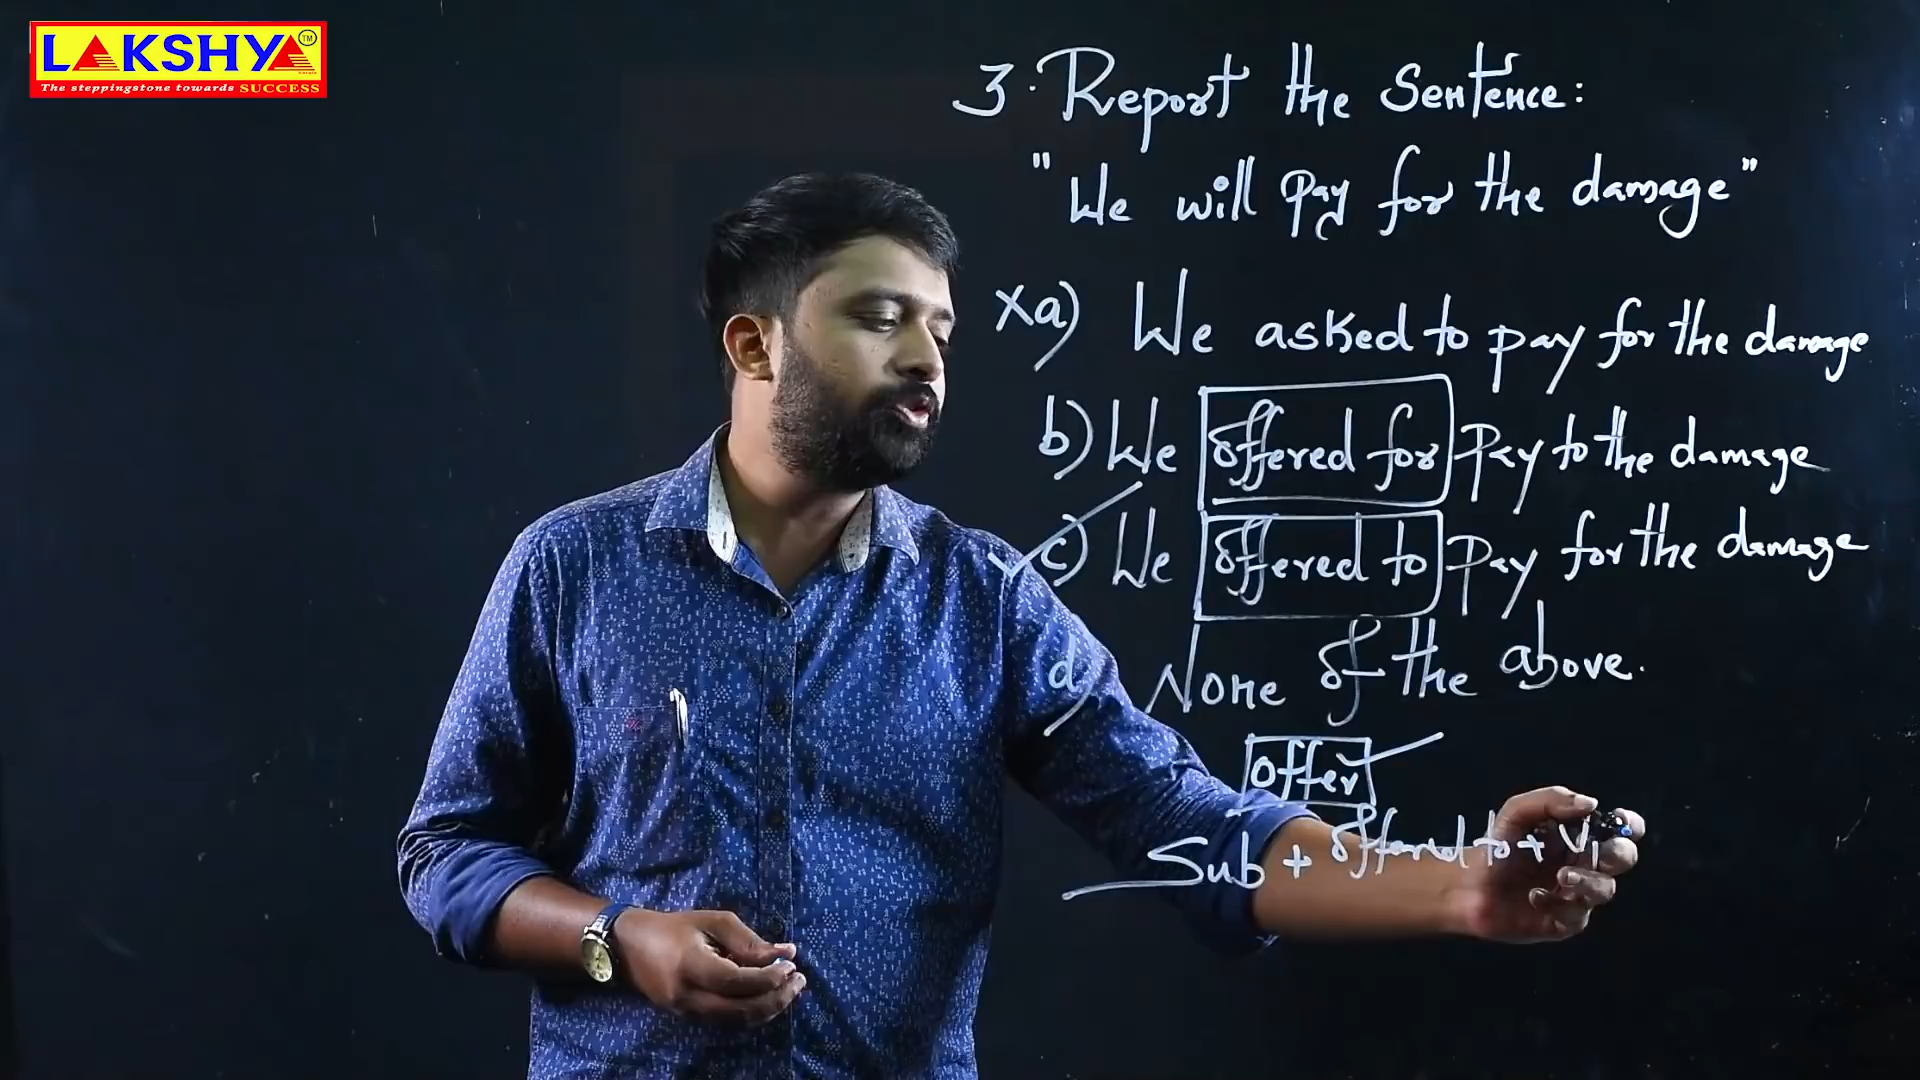 LAKSHYA TM
The steppingstone towards SUCCESS
3. Report the Sentence:
"We will pay for the damage"
x a) We asked to pay for the damage
b) We offered for pay to the damage
c) We offered to pay for the damage
d) None of the above.
offer
Sub + offered to + V1